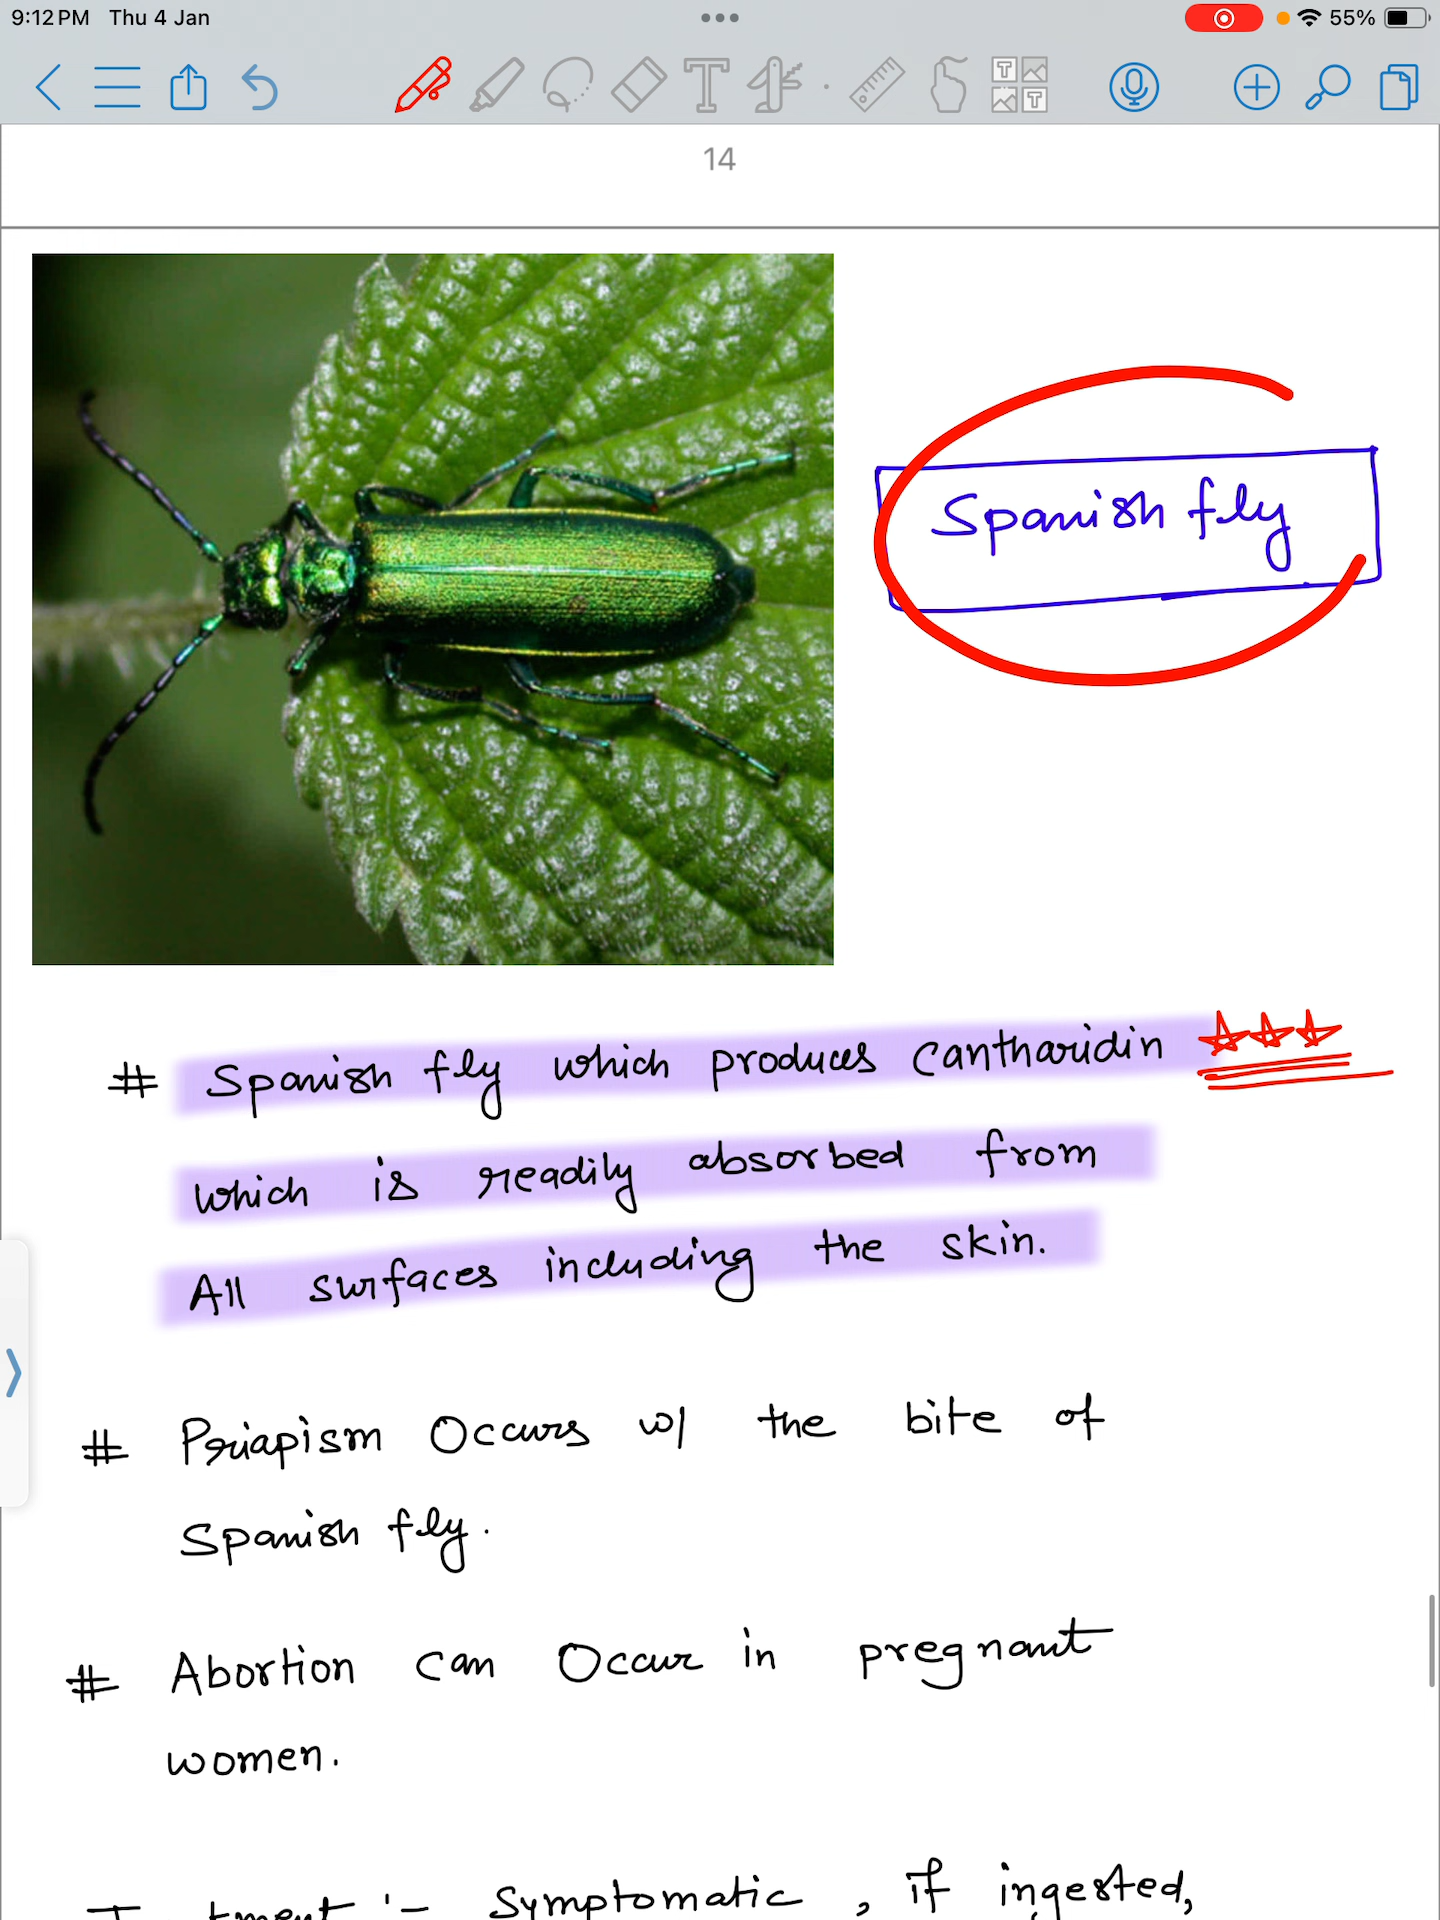 9:12 PM Thu 4 Jan
55%
14
Spanish fly
# Spanish fly which produces Cantharidin
which is readily absorbed from
All surfaces including the skin.
# Priapism Occurs w/ the bite of
Spanish fly.
# Abortion can Occur in pregnant
women.
:- Symptomatic, if ingested,